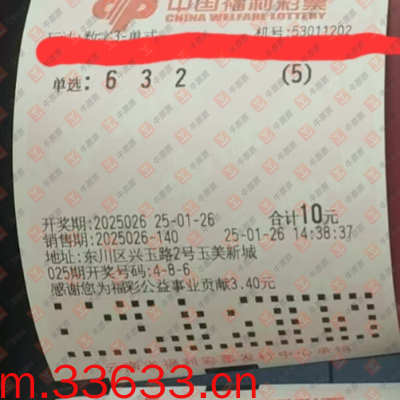 中国福利彩票
CHINA WELFARE LOTTERY
机号:53011202
单选: 6 3 2 (5)
开奖期:2025026 25-01-26 合计10元
销售期:2025026-140 25-01-26 14:38:37
地址:东川区兴玉路2号玉美新城
025期开奖号码:4-8-6
感谢您为福彩公益事业贡献3.40元
m.33633.cn